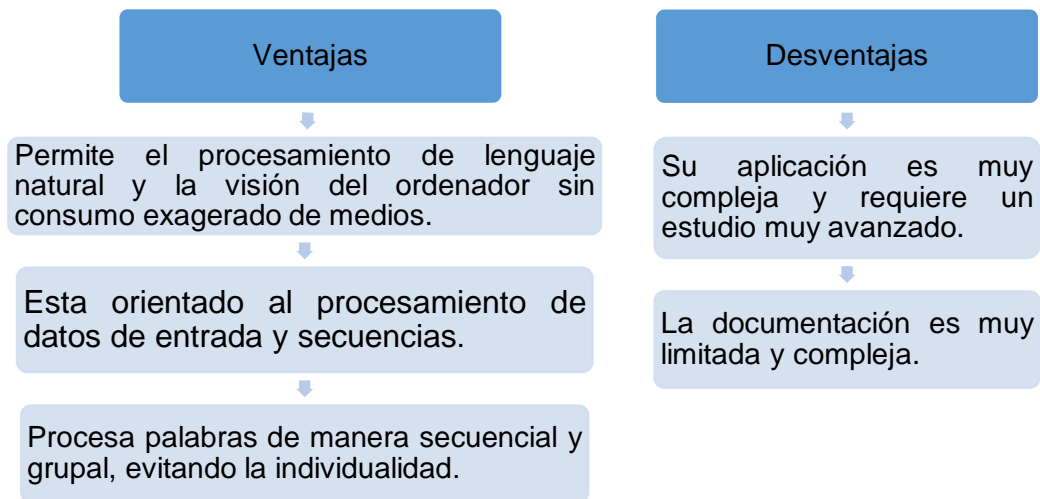 Ventajas
Permite el procesamiento de lenguaje
natural y la visión del ordenador sin
consumo exagerado de medios.
Esta orientado al procesamiento de
datos de entrada y secuencias.
Procesa palabras de manera secuencial y
grupal, evitando la individualidad.
Desventajas
Su aplicación es muy
compleja y requiere un
estudio muy avanzado.
La documentación es muy
limitada y compleja.